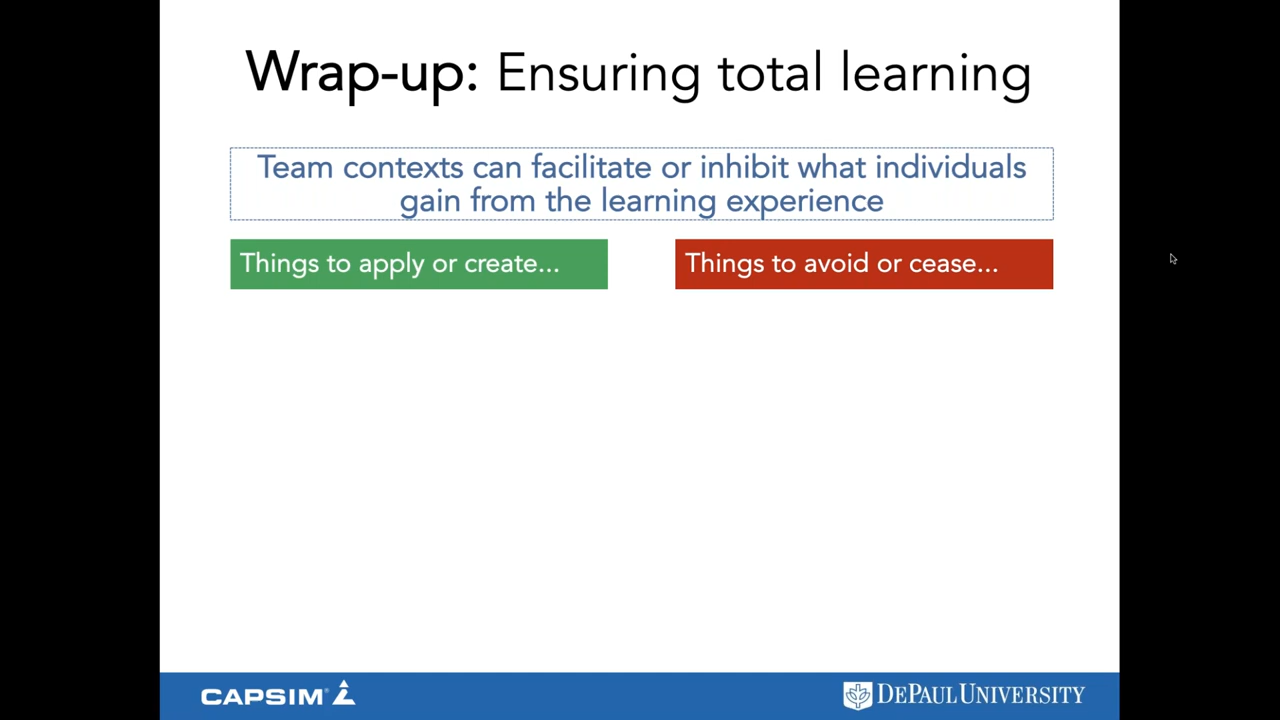 Wrap-up: Ensuring total learning
Team contexts can facilitate or inhibit what individuals
gain from the learning experience
Things to apply or create...
Things to avoid or cease...
CAPSIM®
DEPAUL UNIVERSITY